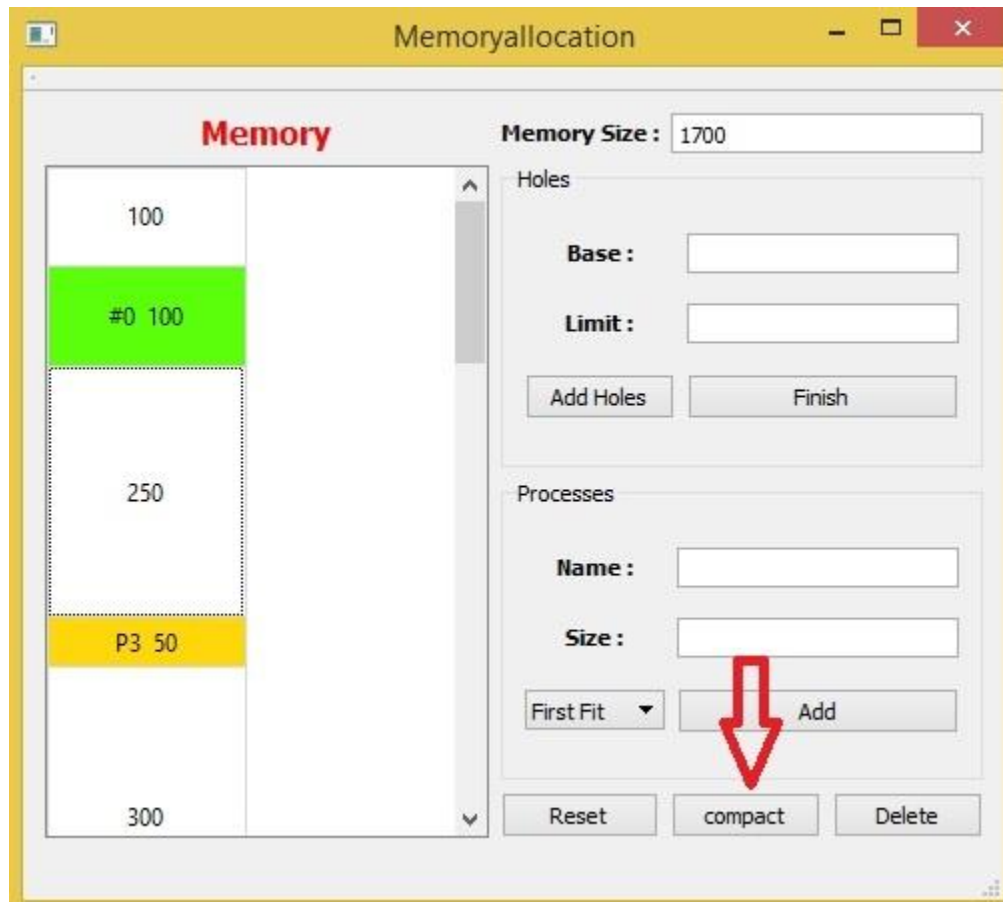 Memoryallocation
Memory
100
#0 100
250
P3 50
300
Memory Size : 1700
Holes
Base :
Limit :
Add Holes Finish
Processes
Name :
Size :
First Fit Add
Reset compact Delete